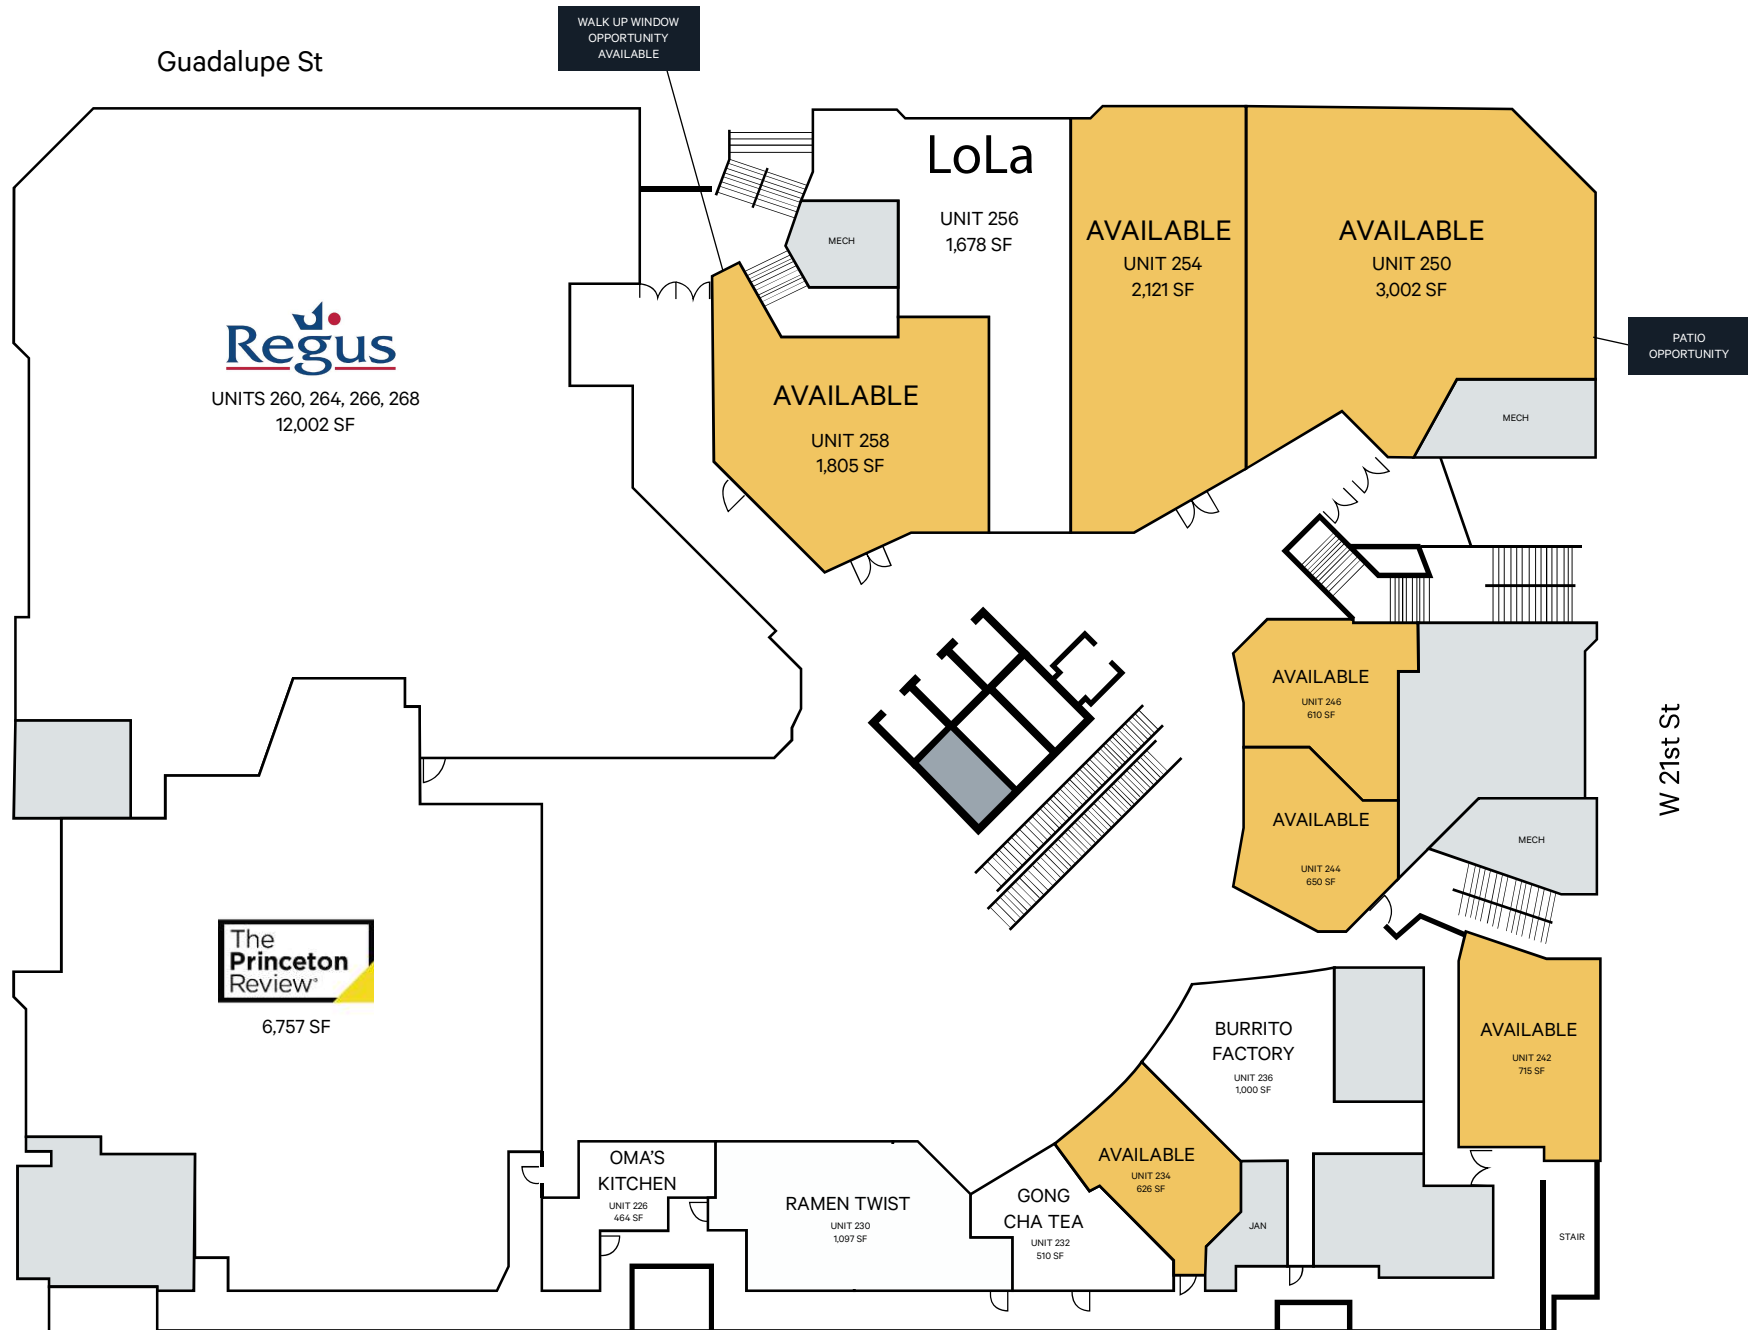 WALK UP WINDOW
OPPORTUNITY
AVAILABLE
Guadalupe St
LoLa
UNIT 256
1,678 SF
AVAILABLE
UNIT 254
2,121 SF
AVAILABLE
UNIT 250
3,002 SF
MECH
PATIO
OPPORTUNITY
Regus
UNITS 260, 264, 266, 268
12,002 SF
AVAILABLE
UNIT 258
1,805 SF
MECH
AVAILABLE
UNIT 246
610 SF
W 21st St
AVAILABLE
UNIT 244
650 SF
MECH
The
Princeton
Review®
6,757 SF
BURRITO
FACTORY
UNIT 236
1,000 SF
AVAILABLE
UNIT 242
715 SF
OMA'S
KITCHEN
UNIT 226
464 SF
RAMEN TWIST
UNIT 230
1,097 SF
GONG
CHA TEA
UNIT 232
510 SF
AVAILABLE
UNIT 234
626 SF
JAN
STAIR